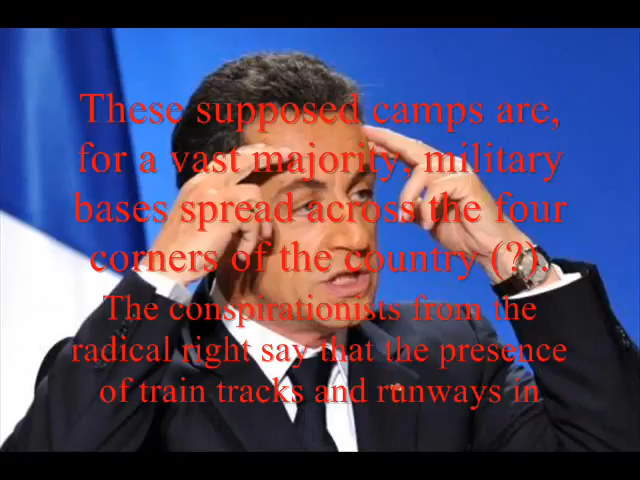 These supposed camps are,
for a vast majority, military
bases spread across the four
corners of the country (?).
The conspirationists from the
radical right say that the presence
of train tracks and runways in